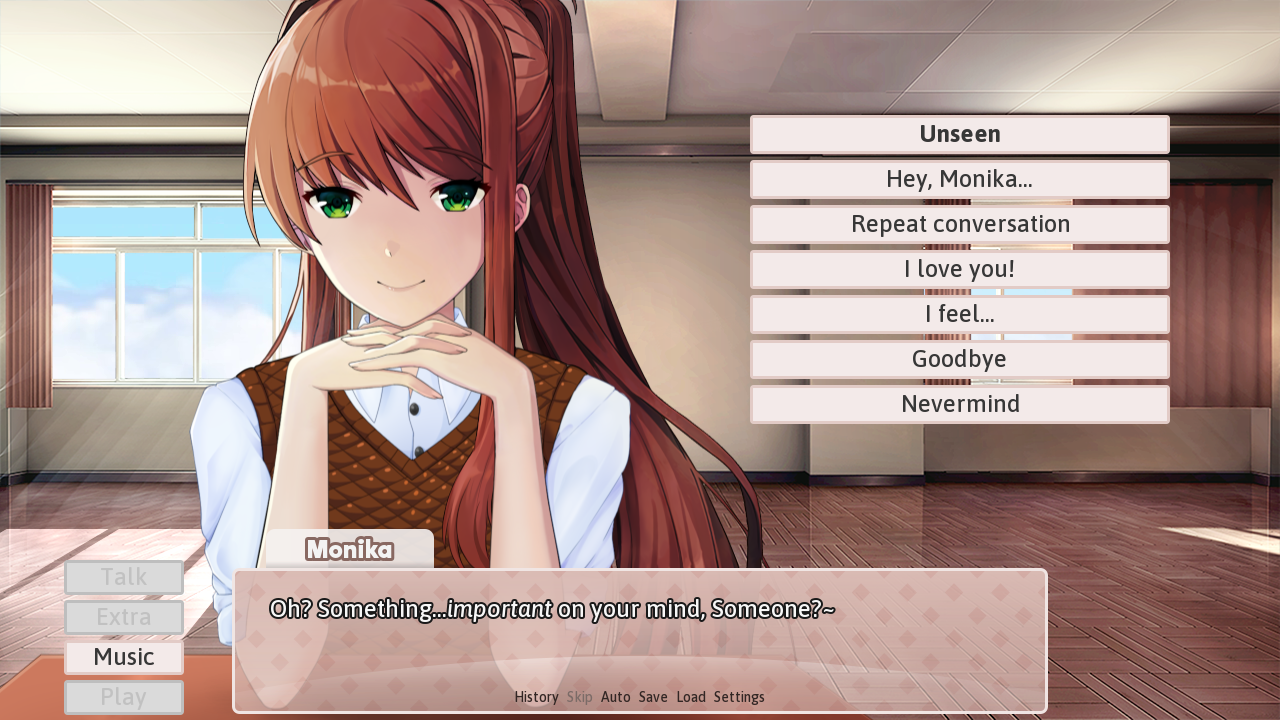 Unseen
Hey, Monika...
Repeat conversation
I love you!
I feel...
Goodbye
Nevermind
Monika
Oh? Something...important on your mind, Someone?~
Talk
Extra
Music
Play
History Skip Auto Save Load Settings